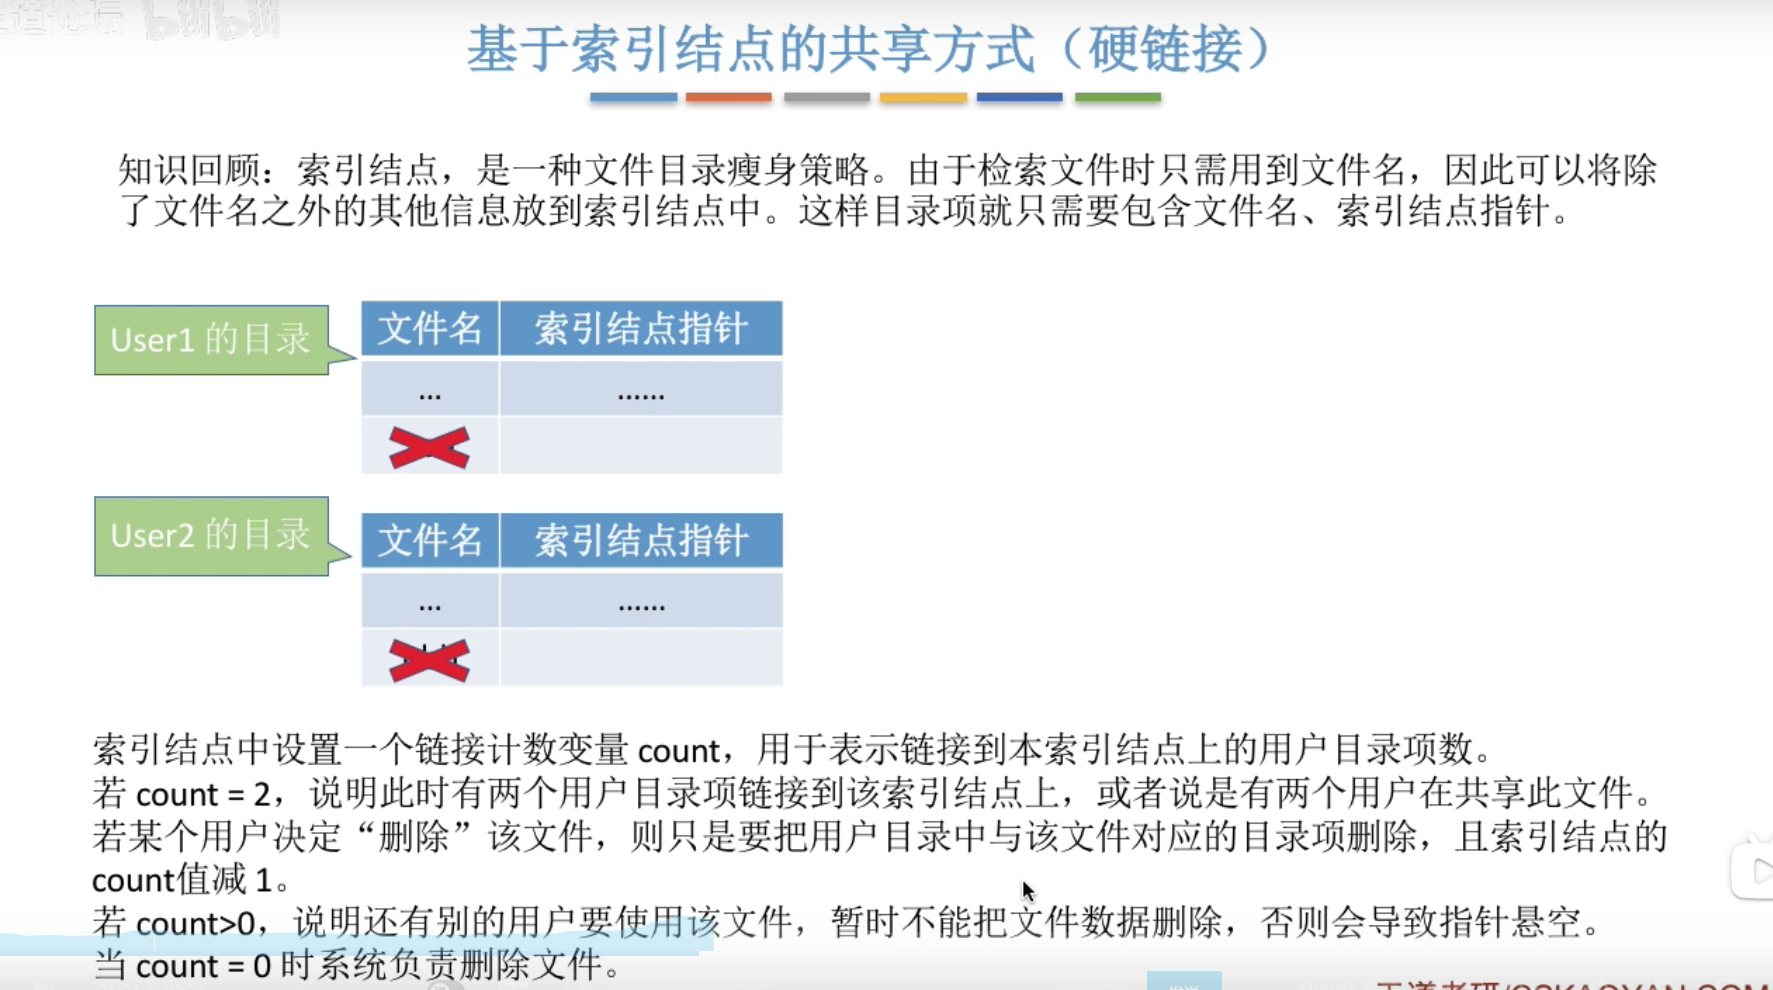 基于索引结点的共享方式（硬链接）
知识回顾：索引结点，是一种文件目录瘦身策略。由于检索文件时只需用到文件名，因此可以将除
了文件名之外的其他信息放到索引结点中。这样目录项就只需要包含文件名、索引结点指针。
User1 的目录
文件名 索引结点指针
... ......
User2 的目录
文件名 索引结点指针
... ......
索引结点中设置一个链接计数变量 count，用于表示链接到本索引结点上的用户目录项数。
若 count = 2，说明此时有两个用户目录项链接到该索引结点上，或者说是有两个用户在共享此文件。
若某个用户决定“删除”该文件，则只是要把用户目录中与该文件对应的目录项删除，且索引结点的
count值减 1。
若 count>0，说明还有别的用户要使用该文件，暂时不能把文件数据删除，否则会导致指针悬空。
当 count = 0 时系统负责删除文件。